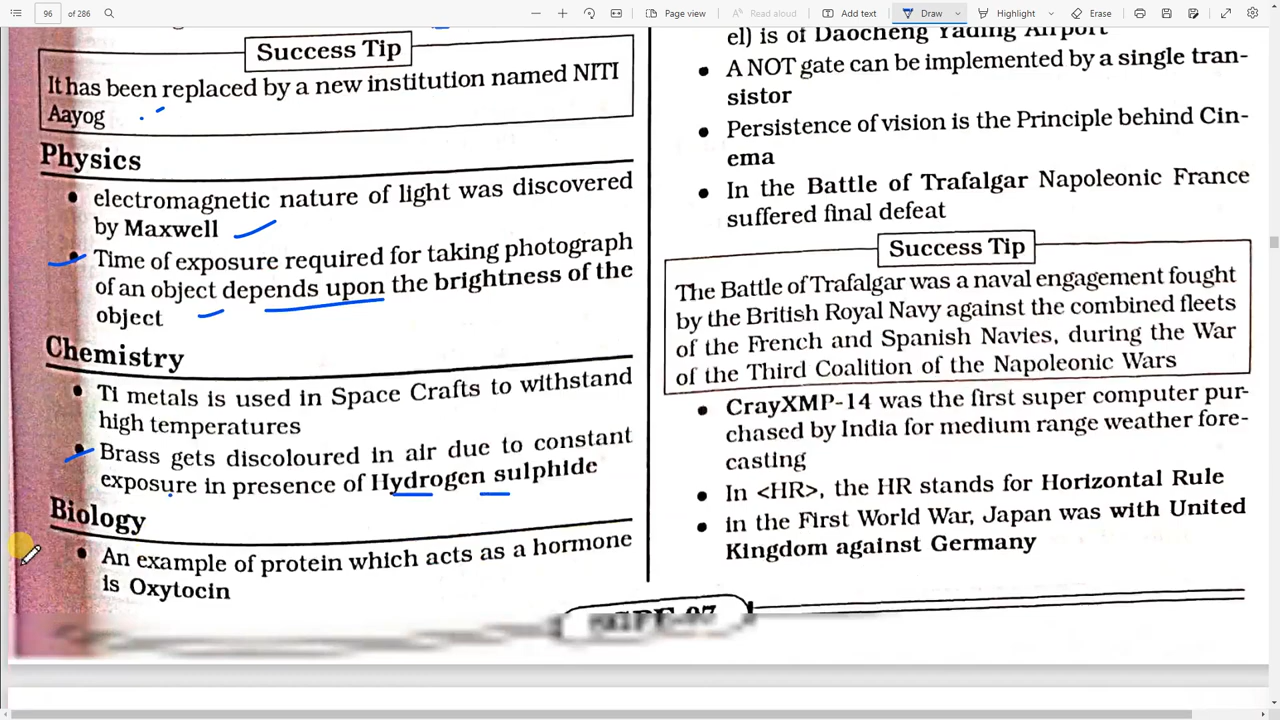 96 of 286
Page view
Read aloud
Add text
Draw
Highlight
Erase
Success Tip
It has been replaced by a new institution named NITI
Aayog
Physics
• electromagnetic nature of light was discovered
by Maxwell
• Time of exposure required for taking photograph
of an object depends upon the brightness of the
object
Chemistry
• Ti metals is used in Space Crafts to withstand
high temperatures
• Brass gets discoloured in air due to constant
exposure in presence of Hydrogen sulphide
Biology
• An example of protein which acts as a hormone
is Oxytocin
el) is of Daocheng Yading Airport
• A NOT gate can be implemented by a single tran-
sistor
• Persistence of vision is the Principle behind Cin-
ema
• In the Battle of Trafalgar Napoleonic France
suffered final defeat
Success Tip
The Battle of Trafalgar was a naval engagement fought
by the British Royal Navy against the combined fleets
of the French and Spanish Navies, during the War
of the Third Coalition of the Napoleonic Wars
• CrayXMP-14 was the first super computer pur-
chased by India for medium range weather fore-
casting
• In <HR>, the HR stands for Horizontal Rule
• in the First World War, Japan was with United
Kingdom against Germany